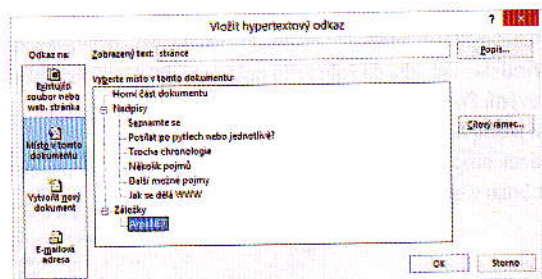 Vložit hypertextový odkaz
?
Odkaz na:
Zobrazený text: stránce
Popis...
Existující
soubor nebo
web. stránka
Místo v tomto
dokumentu
Vytvořit nový
dokument
E-mailová
adresa
Vyberte místo v tomto dokumentu:
Horní část dokumentu
Nadpisy
Seznamte se
Posílat po pytlech nebo jednotlivě?
Trocha chronologie
Několik pojmů
Další možné pojmy
Jak se dělá WWW
Záložky
Cílový rámec...
OK
Storno